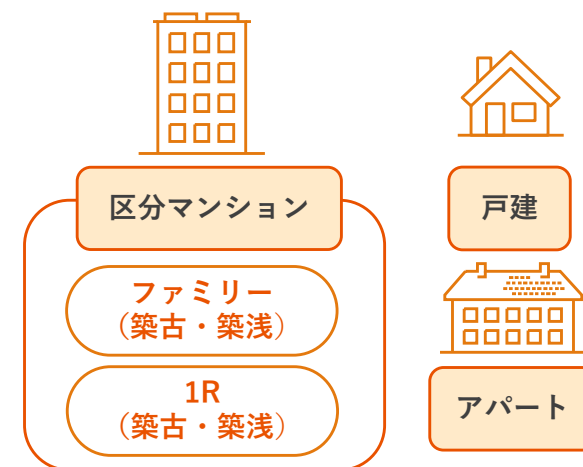 区分マンション
ファミリー
（築古・築浅）
1R
（築古・築浅）
戸建
アパート